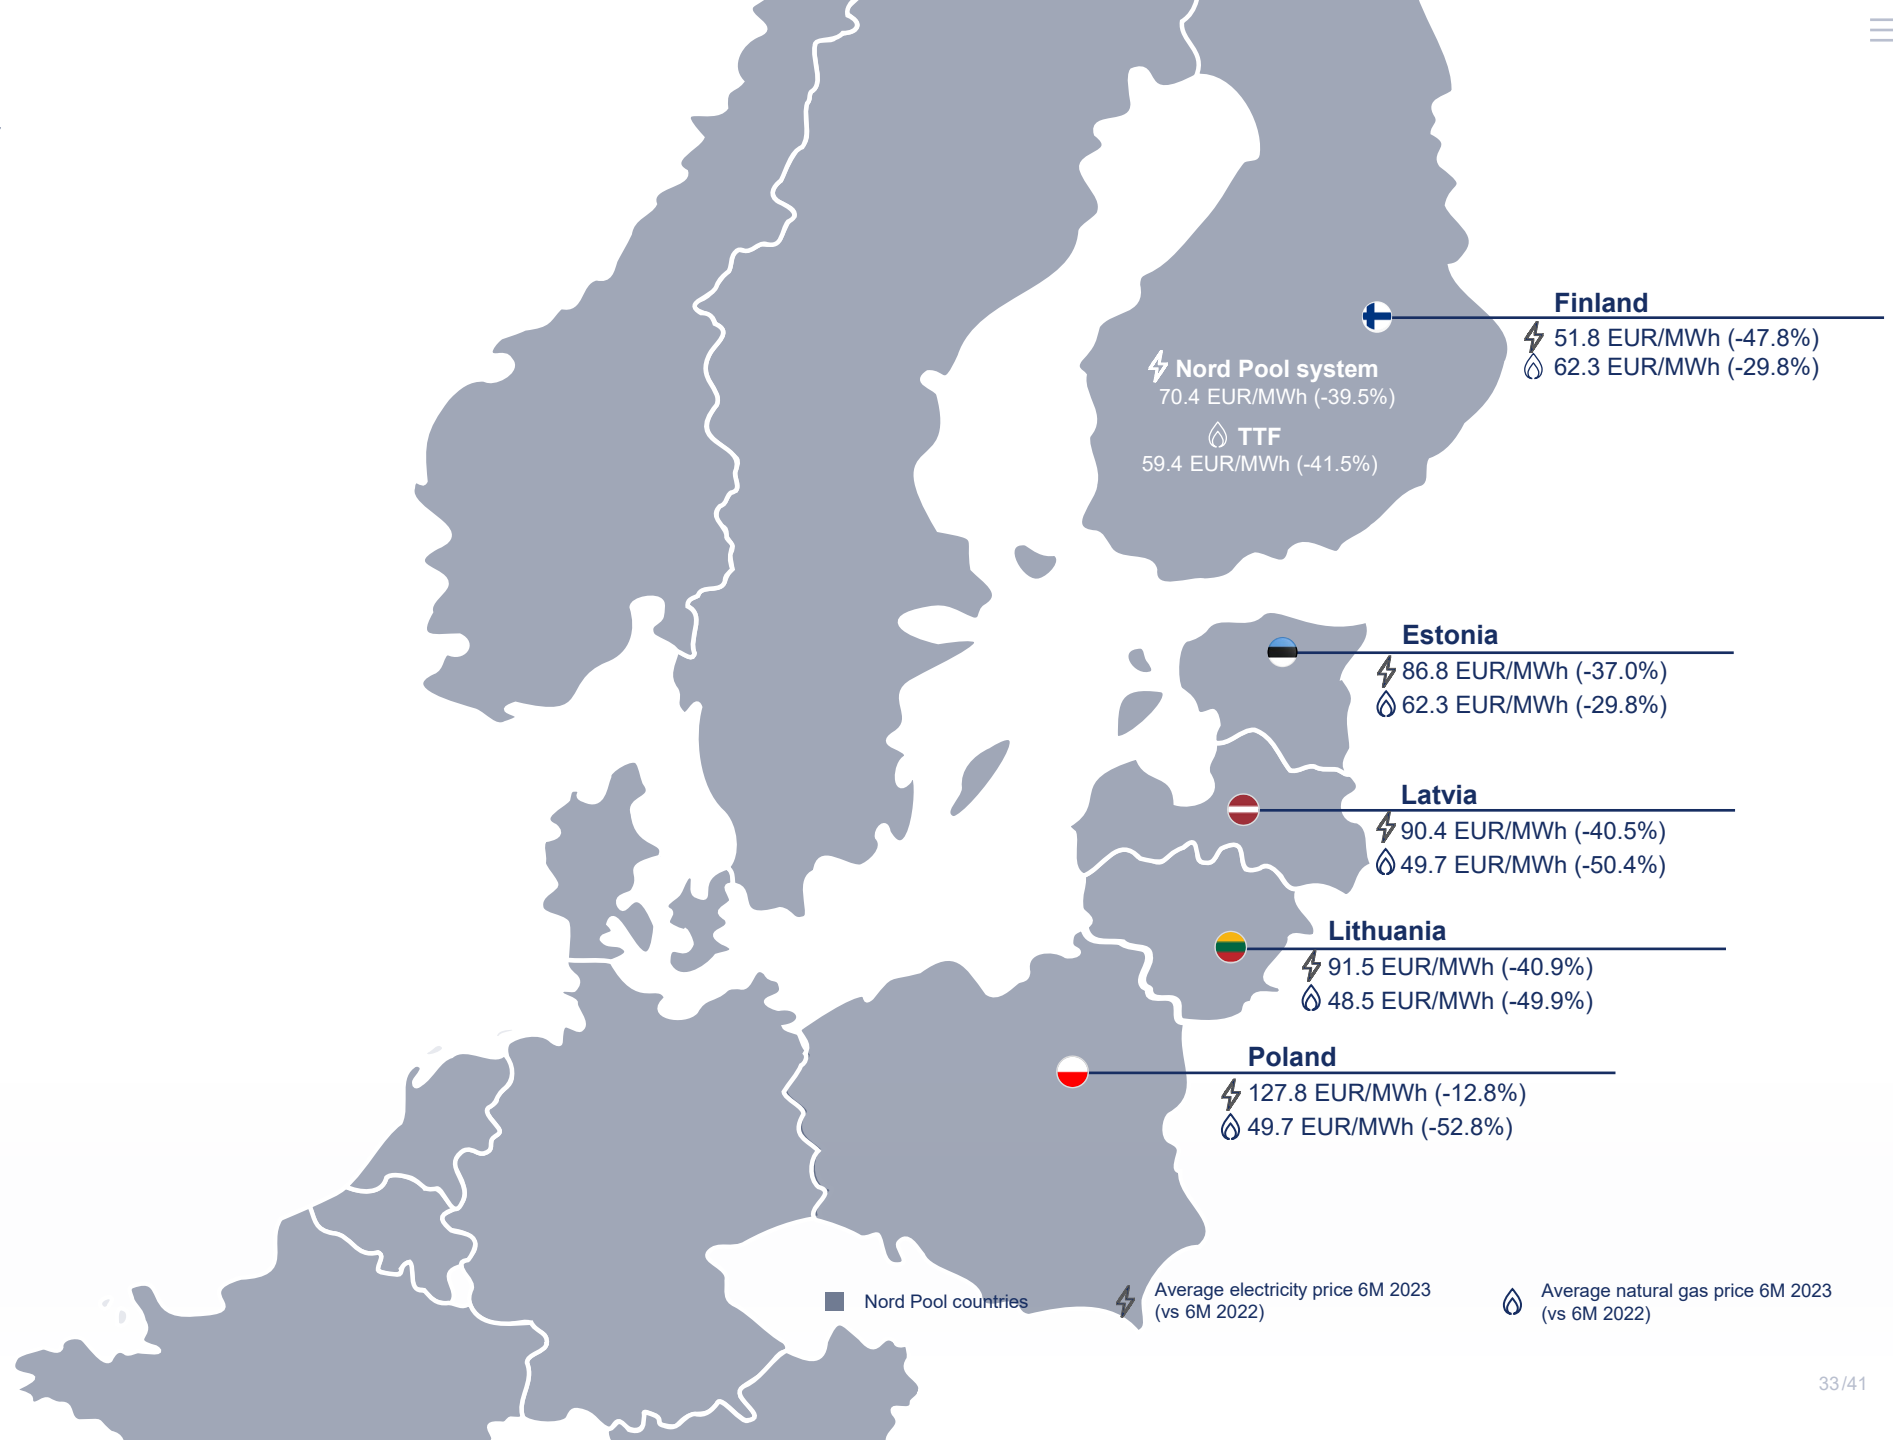 Finland
51.8 EUR/MWh (-47.8%)
62.3 EUR/MWh (-29.8%)
Nord Pool system
70.4 EUR/MWh (-39.5%)
TTF
59.4 EUR/MWh (-41.5%)
Estonia
86.8 EUR/MWh (-37.0%)
62.3 EUR/MWh (-29.8%)
Latvia
90.4 EUR/MWh (-40.5%)
49.7 EUR/MWh (-50.4%)
Lithuania
91.5 EUR/MWh (-40.9%)
48.5 EUR/MWh (-49.9%)
Poland
127.8 EUR/MWh (-12.8%)
49.7 EUR/MWh (-52.8%)
Nord Pool countries
Average electricity price 6M 2023
(vs 6M 2022)
Average natural gas price 6M 2023
(vs 6M 2022)
33/41